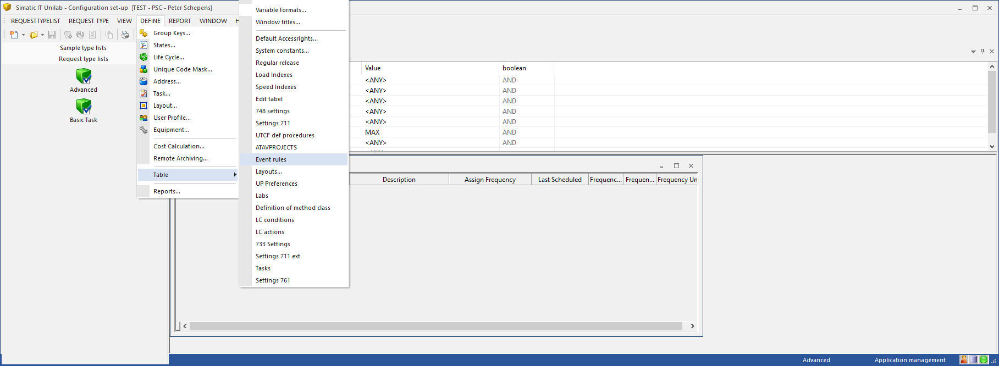 Simatic IT Unilab - Configuration set-up [TEST - PSC - Peter Schepens]
REQUESTTYPELIST REQUEST TYPE VIEW DEFINE REPORT WINDOW
Sample type lists
Request type lists
Advanced
Basic Task
Group Keys...
States...
Life Cycle...
Unique Code Mask...
Address...
Task...
Layout...
User Profile...
Equipment...
Cost Calculation...
Remote Archiving...
Table
Reports...
Variable formats...
Window titles...
Default Accessrights...
System constants...
Regular release
Load Indexes
Speed Indexes
Edit tabel
748 settings
Settings 711
UTCF def procedures
ATAVPROJECTS
Event rules
Layouts...
UP Preferences
Labs
Definition of method class
LC conditions
LC actions
733 Settings
Settings 711 ext
Tasks
Settings 761
Value boolean
<ANY> AND
<ANY> AND
<ANY> AND
<ANY> AND
<ANY> AND
MAX AND
<ANY> AND
Description Assign Frequency Last Scheduled Frequenc... Frequen... Frequency Un
Advanced Application management